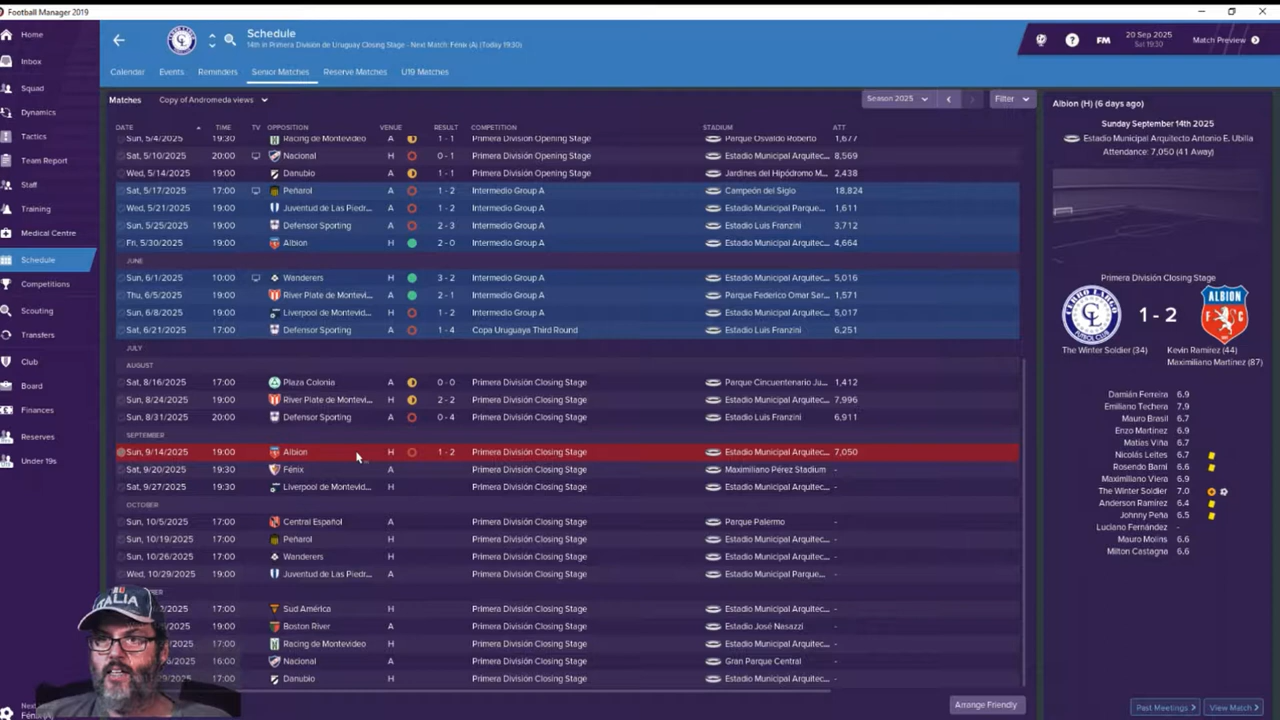 Football Manager 2019
Home
Inbox
Squad
Dynamics
Tactics
Team Report
Staff
Training
Medical Centre
Schedule
Competitions
Scouting
Transfers
Club
Board
Finances
Reserves
Under 19s
Schedule
14th in Primera División de Uruguay Closing Stage - Next Match: Fénix (A) (Today 19:30)
FM
20 Sep 2025
Sat 19:30
Match Preview
Calendar Events Reminders Senior Matches Reserve Matches U19 Matches
Matches Copy of Andromeda views Season 2025 Filter
DATE TIME TV OPPOSITION VENUE RESULT COMPETITION STADIUM ATT
Sun, 5/4/2025 19:30 Racing de Montevideo A 1 - 1 Primera División Opening Stage Parque Osvaldo Roberto 1,677
Sat, 5/10/2025 20:00 Nacional H 0 - 1 Primera División Opening Stage Estadio Municipal Arquitec... 8,569
Wed, 5/14/2025 19:00 Danubio A 1 - 1 Primera División Opening Stage Jardines del Hipódromo M... 2,438
Sat, 5/17/2025 17:00 Peñarol A 1 - 2 Intermedio Group A Campeón del Siglo 18,824
Wed, 5/21/2025 19:00 Juventud de Las Piedr... A 1 - 2 Intermedio Group A Estadio Municipal Parque... 1,611
Sun, 5/25/2025 19:00 Defensor Sporting A 2 - 3 Intermedio Group A Estadio Luis Franzini 3,712
Fri, 5/30/2025 19:00 Albion H 2 - 0 Intermedio Group A Estadio Municipal Arquitec... 4,664
JUNE
Sun, 6/1/2025 10:00 Wanderers H 3 - 2 Intermedio Group A Estadio Municipal Arquitec... 5,016
Thu, 6/5/2025 19:00 River Plate de Montevi... A 2 - 1 Intermedio Group A Parque Federico Omar Sar... 1,571
Sun, 6/8/2025 19:00 Liverpool de Montevid... H 1 - 2 Intermedio Group A Estadio Municipal Arquitec... 5,017
Sat, 6/21/2025 17:00 Defensor Sporting A 1 - 4 Copa Uruguaya Third Round Estadio Luis Franzini 6,251
JULY
AUGUST
Sat, 8/16/2025 17:00 Plaza Colonia A 0 - 0 Primera División Closing Stage Parque Cincuentenario Ju... 1,412
Sun, 8/24/2025 19:00 River Plate de Montevi... H 2 - 2 Primera División Closing Stage Estadio Municipal Arquitec... 7,996
Sun, 8/31/2025 20:00 Defensor Sporting A 0 - 4 Primera División Closing Stage Estadio Luis Franzini 6,911
SEPTEMBER
Sun, 9/14/2025 19:00 Albion H 1 - 2 Primera División Closing Stage Estadio Municipal Arquitec... 7,050
Sat, 9/20/2025 19:30 Fénix A Primera División Closing Stage Maximiliano Pérez Stadium -
Sat, 9/27/2025 19:30 Liverpool de Montevid... H Primera División Closing Stage Estadio Municipal Arquitec... -
OCTOBER
Sun, 10/5/2025 17:00 Central Español A Primera División Closing Stage Parque Palermo -
Sun, 10/19/2025 17:00 Peñarol H Primera División Closing Stage Estadio Municipal Arquitec... -
Sun, 10/26/2025 17:00 Wanderers H Primera División Closing Stage Estadio Municipal Arquitec... -
Wed, 10/29/2025 19:00 Juventud de Las Piedr... A Primera División Closing Stage Estadio Municipal Parque... -
17:00 Sud América H Primera División Closing Stage Estadio Municipal Arquitec... -
19:00 Boston River A Primera División Closing Stage Estadio José Nasazzi -
17:00 Racing de Montevideo H Primera División Closing Stage Estadio Municipal Arquitec... -
16:00 Nacional A Primera División Closing Stage Gran Parque Central -
17:00 Danubio H Primera División Closing Stage Estadio Municipal Arquitec... -
Arrange Friendly
Albion (H) (6 days ago)
Sunday September 14th 2025
Estadio Municipal Arquitecto Antonio E. Ubilla
Attendance: 7,050 (41 Away)
Primera División Closing Stage
CERRO LARGO
CL
FUTBOL CLUB
1 - 2
ALBION
F C
The Winter Soldier (34)
Kevin Ramírez (44)
Maximiliano Martínez (87)
Damián Ferreira 6.9
Emiliano Techera 7.9
Mauro Brasil 6.7
Enzo Martínez 6.9
Matías Viña 6.7
Nicolás Leites 6.7
Rosendo Barni 6.6
Maximiliano Viera 6.9
The Winter Soldier 7.0
Anderson Ramírez 6.4
Johnny Peña 6.5
Luciano Fernández -
Mauro Molins 6.6
Milton Castagna 6.6
Past Meetings View Match
ITALIA
Fénix